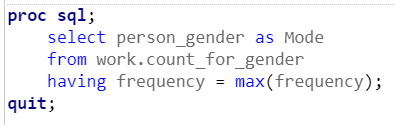 proc sql;
    select person_gender as Mode
    from work.count_for_gender
    having frequency = max(frequency);
quit;